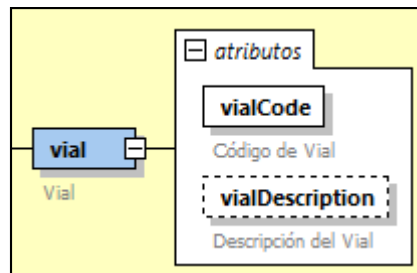 atributos
vialCode
Código de Vial
vial
Vial
vialDescription
Descripción del Vial